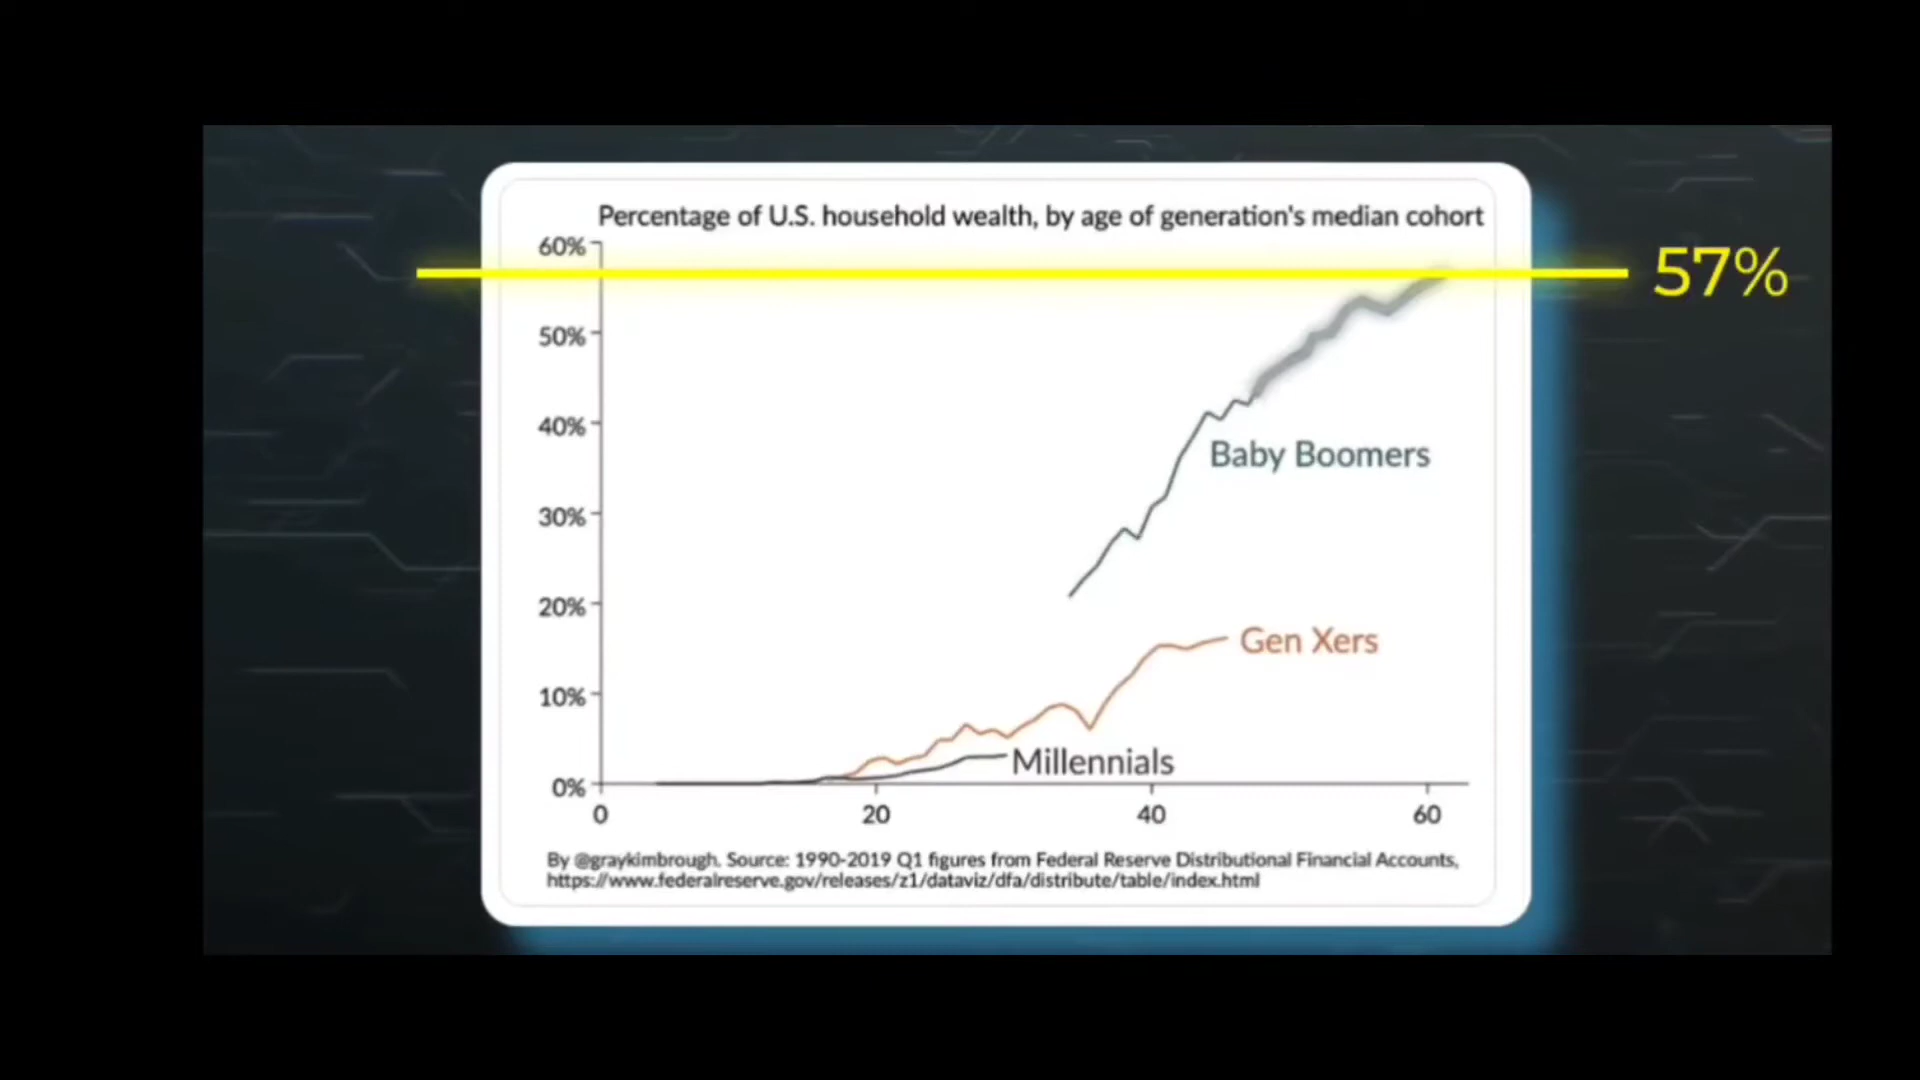 Percentage of U.S. household wealth, by age of generation's median cohort
60%
57%
50%
40%
Baby Boomers
30%
20%
Gen Xers
10%
Millennials
0%
0 20 40 60
By @graykimbrough. Source: 1990-2019 Q1 figures from Federal Reserve Distributional Financial Accounts,
https://www.federalreserve.gov/releases/z1/dataviz/dfa/distribute/table/index.html